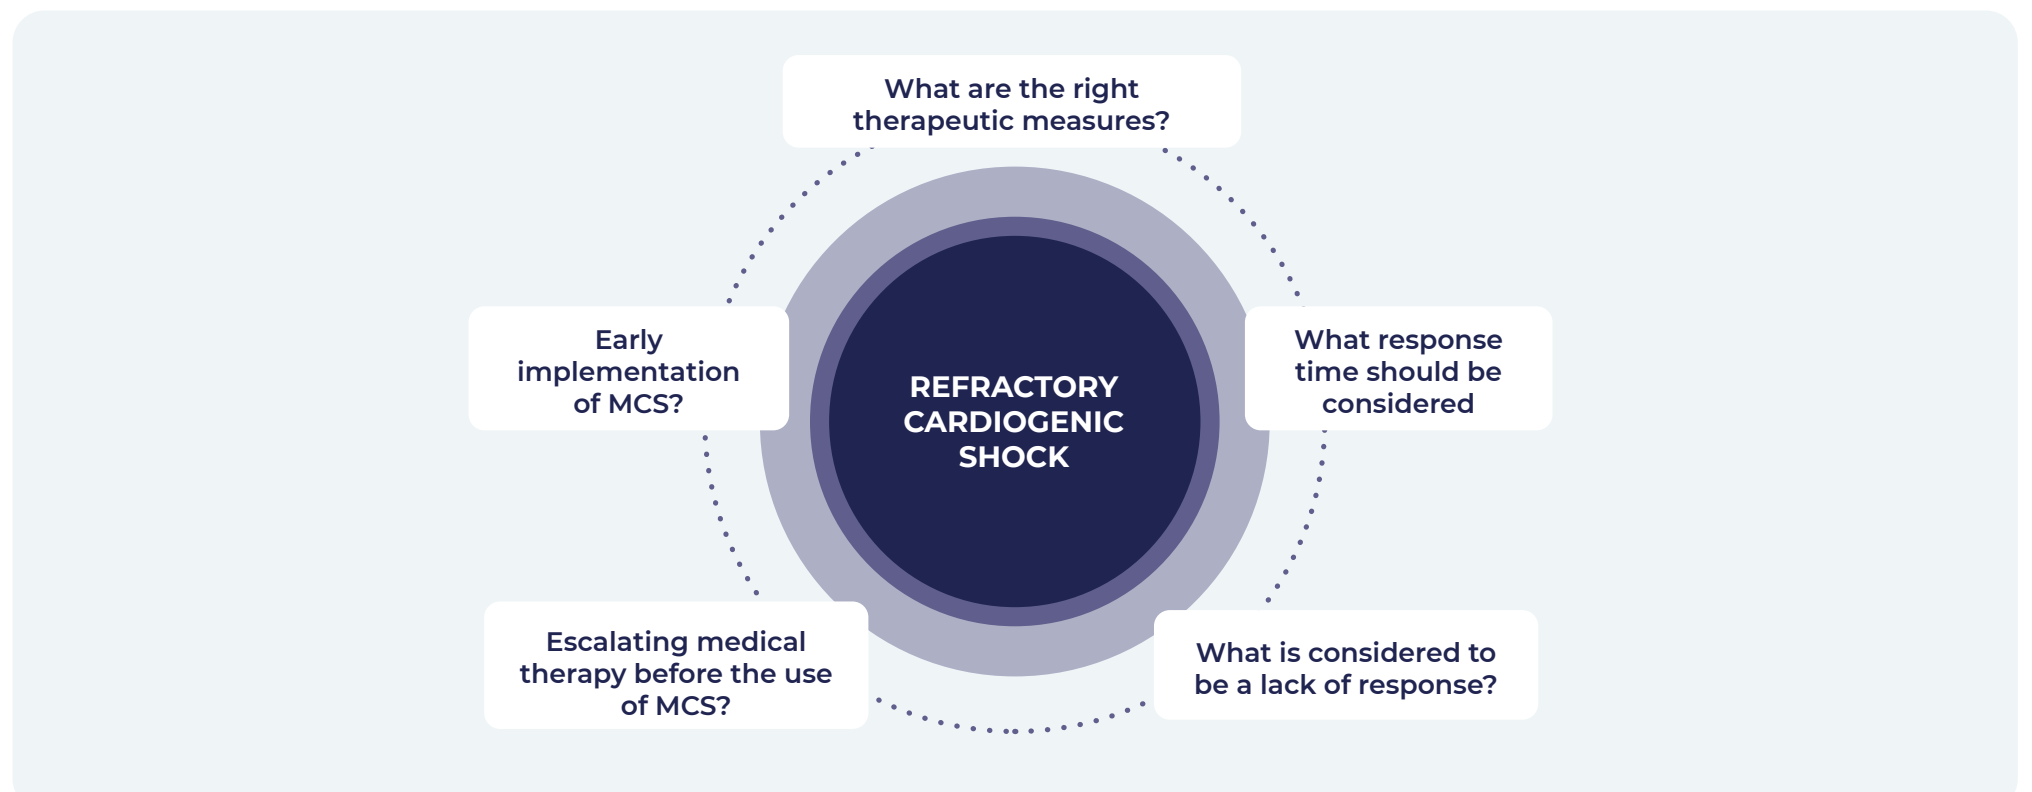 What are the right
therapeutic measures?
Early
implementation
of MCS?
REFRACTORY
CARDIOGENIC
SHOCK
What response
time should be
considered
Escalating medical
therapy before the use
of MCS?
What is considered to
be a lack of response?